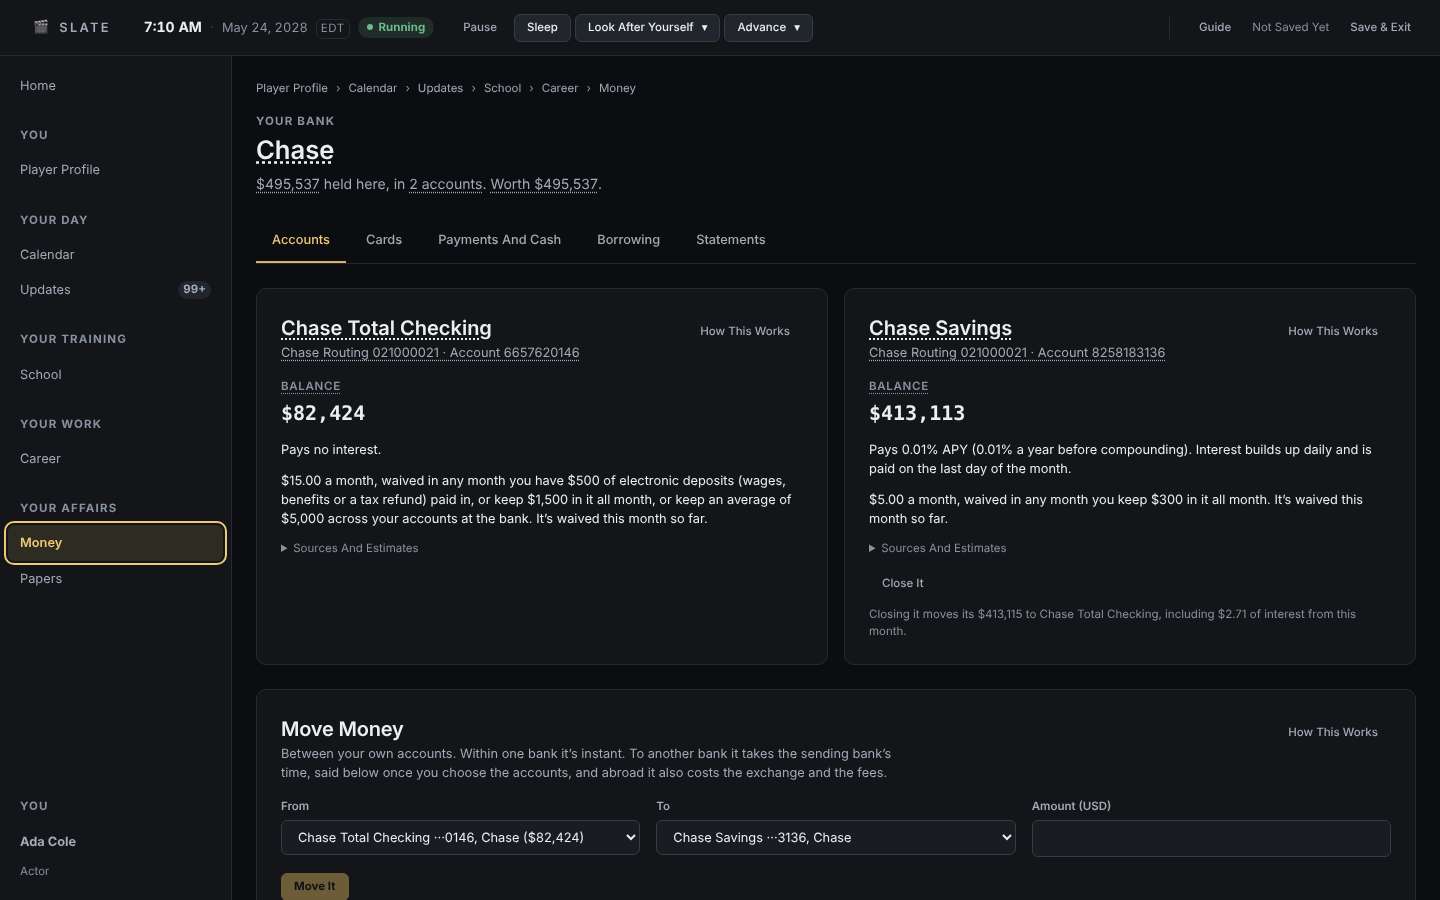 SLATE
7:10 AM · May 24, 2028 EDT Running Pause Sleep Look After Yourself ▾ Advance ▾ Guide Not Saved Yet Save & Exit
Home
YOU
Player Profile
YOUR DAY
Calendar
Updates 99+
YOUR TRAINING
School
YOUR WORK
Career
YOUR AFFAIRS
Money
Papers
YOU
Ada Cole
Actor
Player Profile › Calendar › Updates › School › Career › Money
YOUR BANK
Chase
$495,537 held here, in 2 accounts. Worth $495,537.
Accounts Cards Payments And Cash Borrowing Statements
Chase Total Checking How This Works
Chase Routing 021000021 · Account 6657620146
BALANCE
$82,424
Pays no interest.
$15.00 a month, waived in any month you have $500 of electronic deposits (wages,
benefits or a tax refund) paid in, or keep $1,500 in it all month, or keep an average of
$5,000 across your accounts at the bank. It’s waived this month so far.
▶ Sources And Estimates
Chase Savings How This Works
Chase Routing 021000021 · Account 8258183136
BALANCE
$413,113
Pays 0.01% APY (0.01% a year before compounding). Interest builds up daily and is
paid on the last day of the month.
$5.00 a month, waived in any month you keep $300 in it all month. It’s waived this
month so far.
▶ Sources And Estimates
Close It
Closing it moves its $413,115 to Chase Total Checking, including $2.71 of interest from this
month.
Move Money How This Works
Between your own accounts. Within one bank it’s instant. To another bank it takes the sending bank’s
time, said below once you choose the accounts, and abroad it also costs the exchange and the fees.
From To Amount (USD)
Chase Total Checking ···0146, Chase ($82,424) Chase Savings ···3136, Chase
Move It